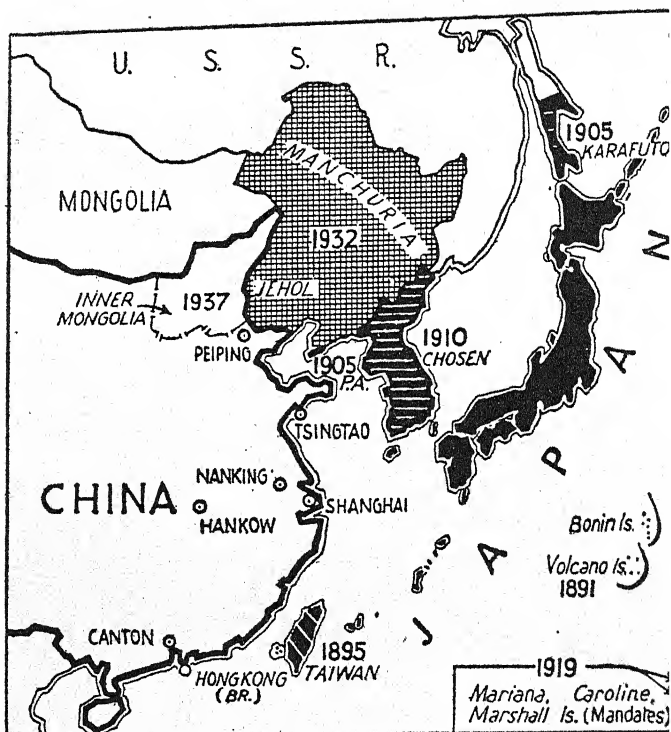 U. S. S. R.
MANCHURIA
1905
KARAFUTO
MONGOLIA
1932
JEHOL
INNER
MONGOLIA
1937
PEIPING
1905
P.A.
1910
CHOSEN
TSINGTAO
NANKING
CHINA
SHANGHAI
HANKOW
JAPAN
Bonin Is.
Volcano Is.
1891
CANTON
HONGKONG
(BR.)
1895
TAIWAN
1919
Mariana, Caroline,
Marshall Is. (Mandates)